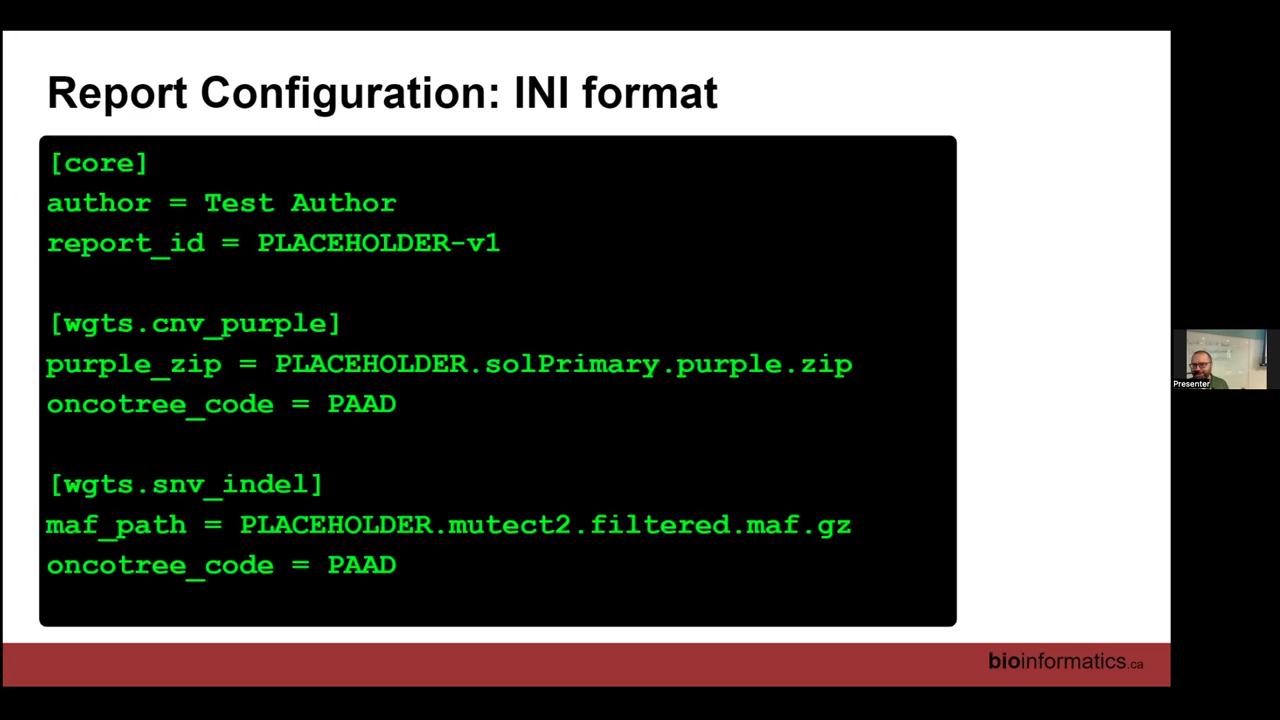 Report Configuration: INI format
[core]
author = Test Author
report_id = PLACEHOLDER-v1
[wgts.cnv_purple]
purple_zip = PLACEHOLDER.solPrimary.purple.zip
oncotree_code = PAAD
[wgts.snv_indel]
maf_path = PLACEHOLDER.mutect2.filtered.maf.gz
oncotree_code = PAAD
Presenter
bioinformatics.ca